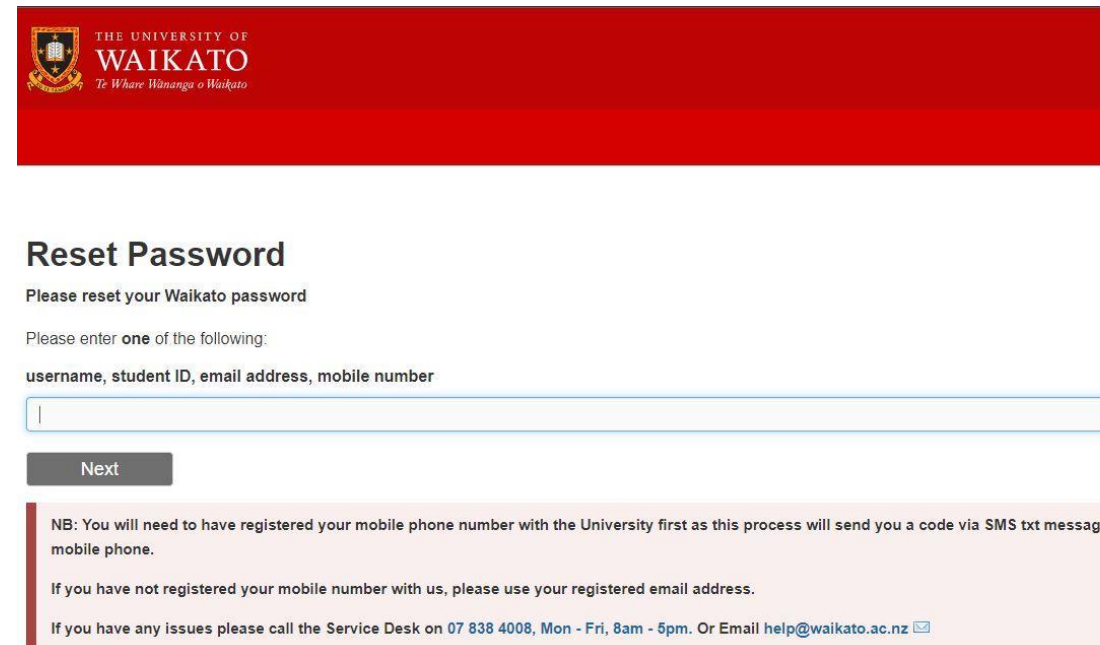 THE UNIVERSITY OF
WAIKATO
Te Whare Wānanga o Waikato
Reset Password
Please reset your Waikato password
Please enter one of the following:
username, student ID, email address, mobile number
Next
NB: You will need to have registered your mobile phone number with the University first as this process will send you a code via SMS txt messag
mobile phone.
If you have not registered your mobile number with us, please use your registered email address.
If you have any issues please call the Service Desk on 07 838 4008, Mon - Fri, 8am - 5pm. Or Email help@waikato.ac.nz